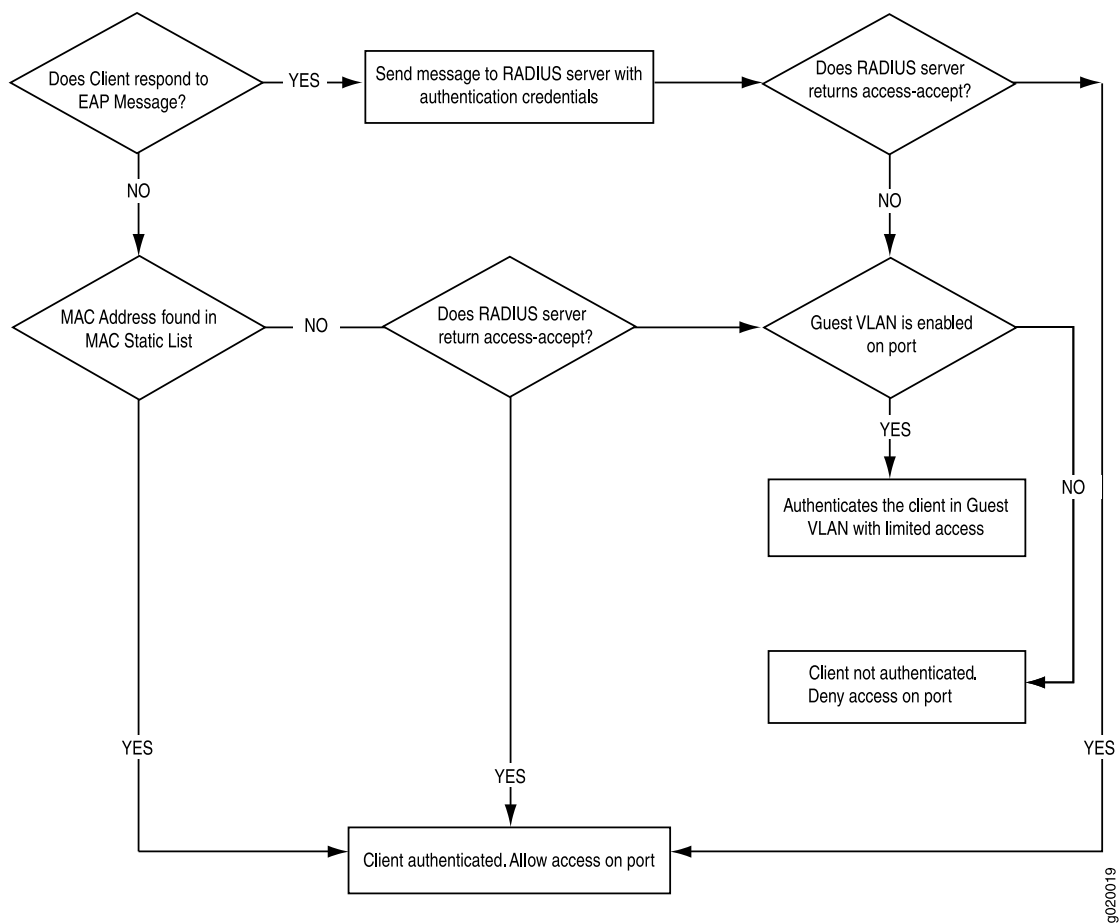 Does Client respond to
EAP Message?
YES
Send message to RADIUS server with
authentication credentials
Does RADIUS server
returns access-accept?
NO
NO
MAC Address found in
MAC Static List
NO
Does RADIUS server
return access-accept?
Guest VLAN is enabled
on port
YES
NO
Authenticates the client in Guest
VLAN with limited access
Client not authenticated.
Deny access on port
YES
YES
YES
Client authenticated. Allow access on port
g020019